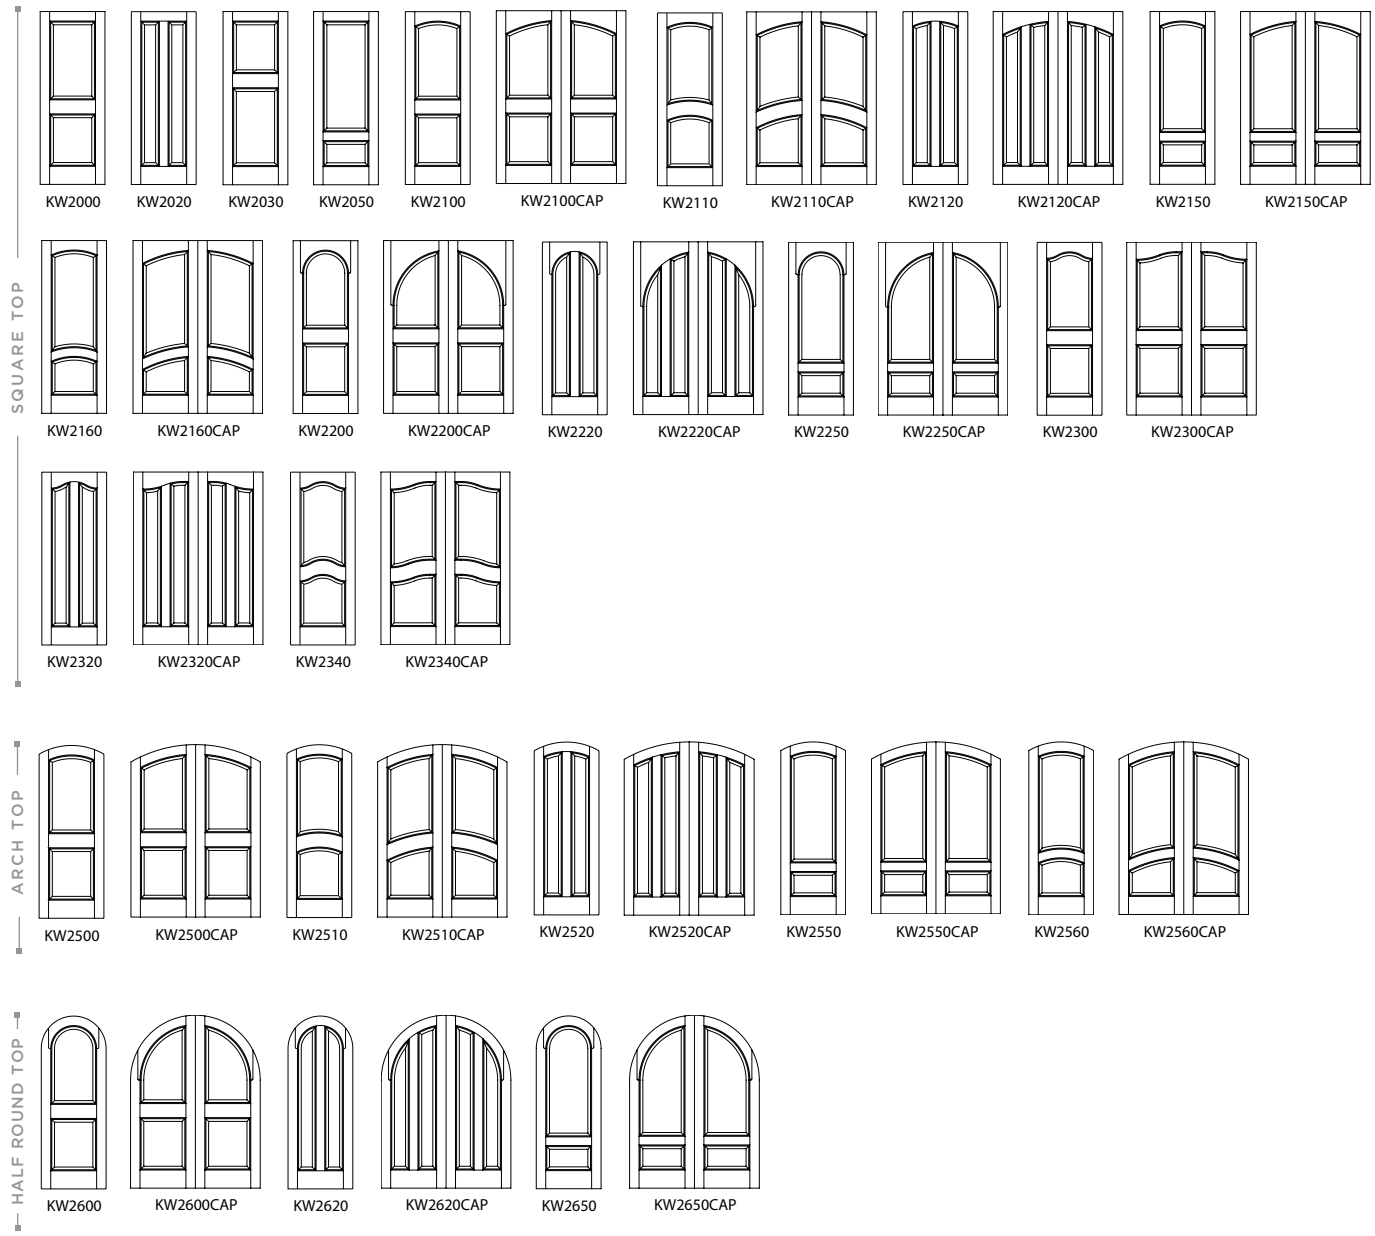 SQUARE TOP
KW2000 KW2020 KW2030 KW2050 KW2100 KW2100CAP KW2110 KW2110CAP KW2120 KW2120CAP KW2150 KW2150CAP
KW2160 KW2160CAP KW2200 KW2200CAP KW2220 KW2220CAP KW2250 KW2250CAP KW2300 KW2300CAP
KW2320 KW2320CAP KW2340 KW2340CAP
ARCH TOP
KW2500 KW2500CAP KW2510 KW2510CAP KW2520 KW2520CAP KW2550 KW2550CAP KW2560 KW2560CAP
HALF ROUND TOP
KW2600 KW2600CAP KW2620 KW2620CAP KW2650 KW2650CAP